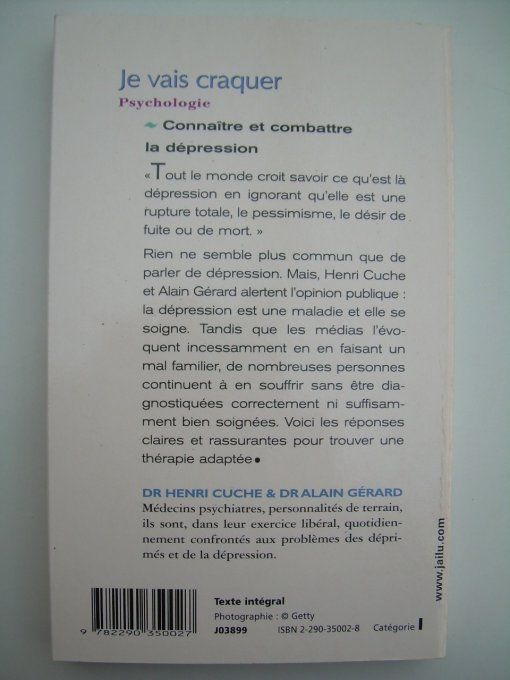 Je vais craquer
Psychologie
~ Connaître et combattre
la dépression
« Tout le monde croit savoir ce qu'est là
dépression en ignorant qu'elle est une
rupture totale, le pessimisme, le désir de
fuite ou de mort. »
Rien ne semble plus commun que de
parler de dépression. Mais, Henri Cuche
et Alain Gérard alertent l'opinion publique :
la dépression est une maladie et elle se
soigne. Tandis que les médias l'évo-
quent incessamment en en faisant un
mal familier, de nombreuses personnes
continuent à en souffrir sans être dia-
gnostiquées correctement ni suffisam-
ment bien soignées. Voici les réponses
claires et rassurantes pour trouver une
thérapie adaptée●
DR HENRI CUCHE & DR ALAIN GÉRARD
Médecins psychiatres, personnalités de terrain,
ils sont, dans leur exercice libéral, quotidien-
nement confrontés aux problèmes des dépri-
més et de la dépression.
www.jailu.com
Texte intégral
Photographie : © Getty
J03899 ISBN 2-290-35002-8 Catégorie I
9 782290 350027